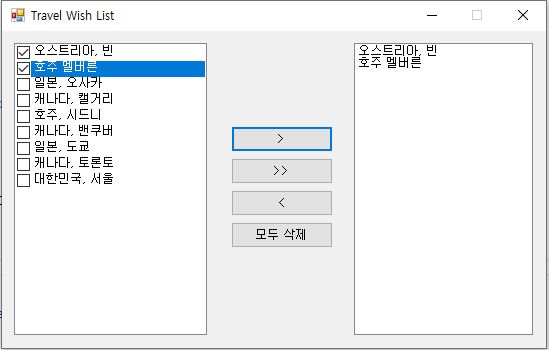 Travel Wish List
오스트리아, 빈
호주 멜버른
일본, 오사카
캐나다, 캘거리
호주, 시드니
캐나다, 밴쿠버
일본, 도쿄
캐나다, 토론토
대한민국, 서울
>
>>
<
모두 삭제
오스트리아, 빈
호주 멜버른